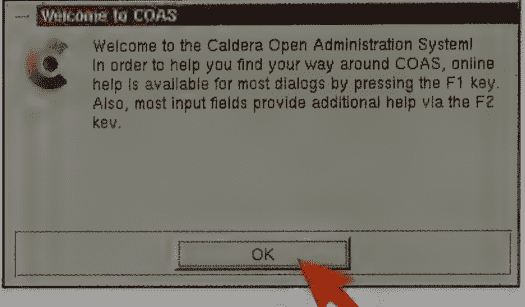 Welcome to COAS
Welcome to the Caldera Open Administration System!
In order to help you find your way around COAS, online
help is available for most dialogs by pressing the F1 key.
Also, most input fields provide additional help via the F2
key.
OK